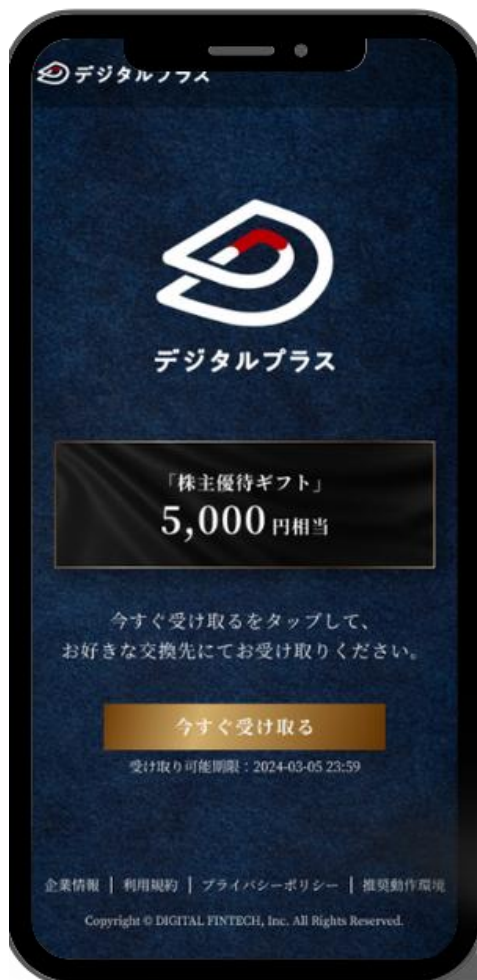 デジタルプラス
デジタルプラス
「株主優待ギフト」
5,000円相当
今すぐ受け取るをタップして、
お好きな交換先にてお受け取りください。
今すぐ受け取る
受け取り可能期限：2024-03-05 23:59
企業情報 | 利用規約 | プライバシーポリシー | 推奨動作環境
Copyright © DIGITAL FINTECH, Inc. All Rights Reserved.